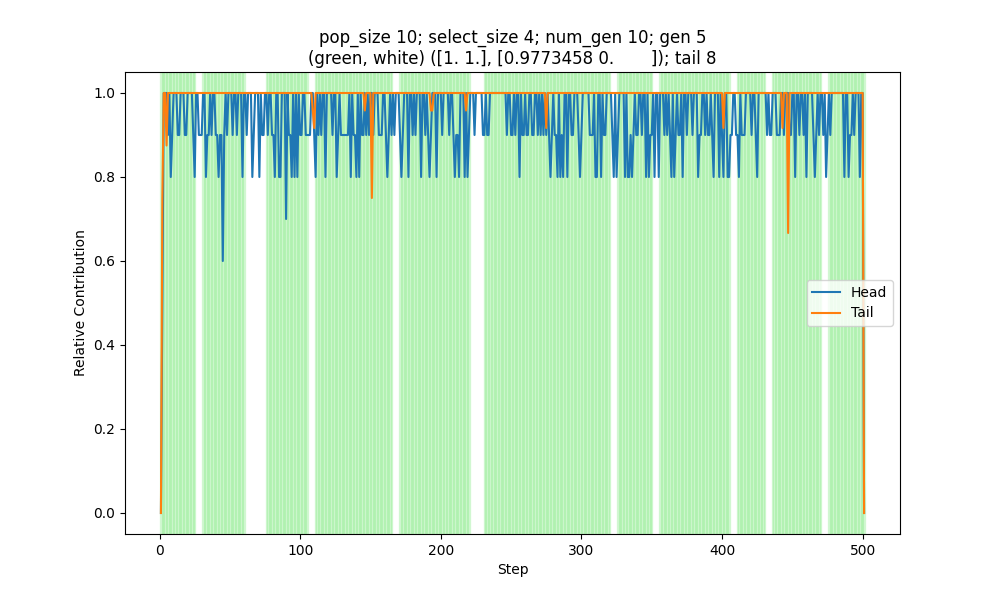 pop_size 10; select_size 4; num_gen 10; gen 5
(green, white) ([1. 1.], [0.9773458 0.        ]); tail 8
1.0
0.8
0.6
0.4
0.2
0.0
Relative Contribution
Head
Tail
0
100
200
300
400
500
Step